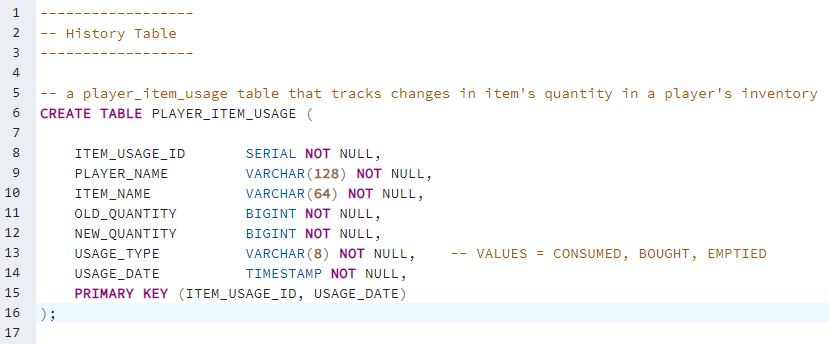 1 ------------------
2 -- History Table
3 ------------------
4
5 -- a player_item_usage table that tracks changes in item's quantity in a player's inventory
6 CREATE TABLE PLAYER_ITEM_USAGE (
7
8     ITEM_USAGE_ID       SERIAL NOT NULL,
9     PLAYER_NAME         VARCHAR(128) NOT NULL,
10     ITEM_NAME           VARCHAR(64) NOT NULL,
11     OLD_QUANTITY        BIGINT NOT NULL,
12     NEW_QUANTITY        BIGINT NOT NULL,
13     USAGE_TYPE          VARCHAR(8) NOT NULL,    -- VALUES = CONSUMED, BOUGHT, EMPTIED
14     USAGE_DATE          TIMESTAMP NOT NULL,
15     PRIMARY KEY (ITEM_USAGE_ID, USAGE_DATE)
16 );
17